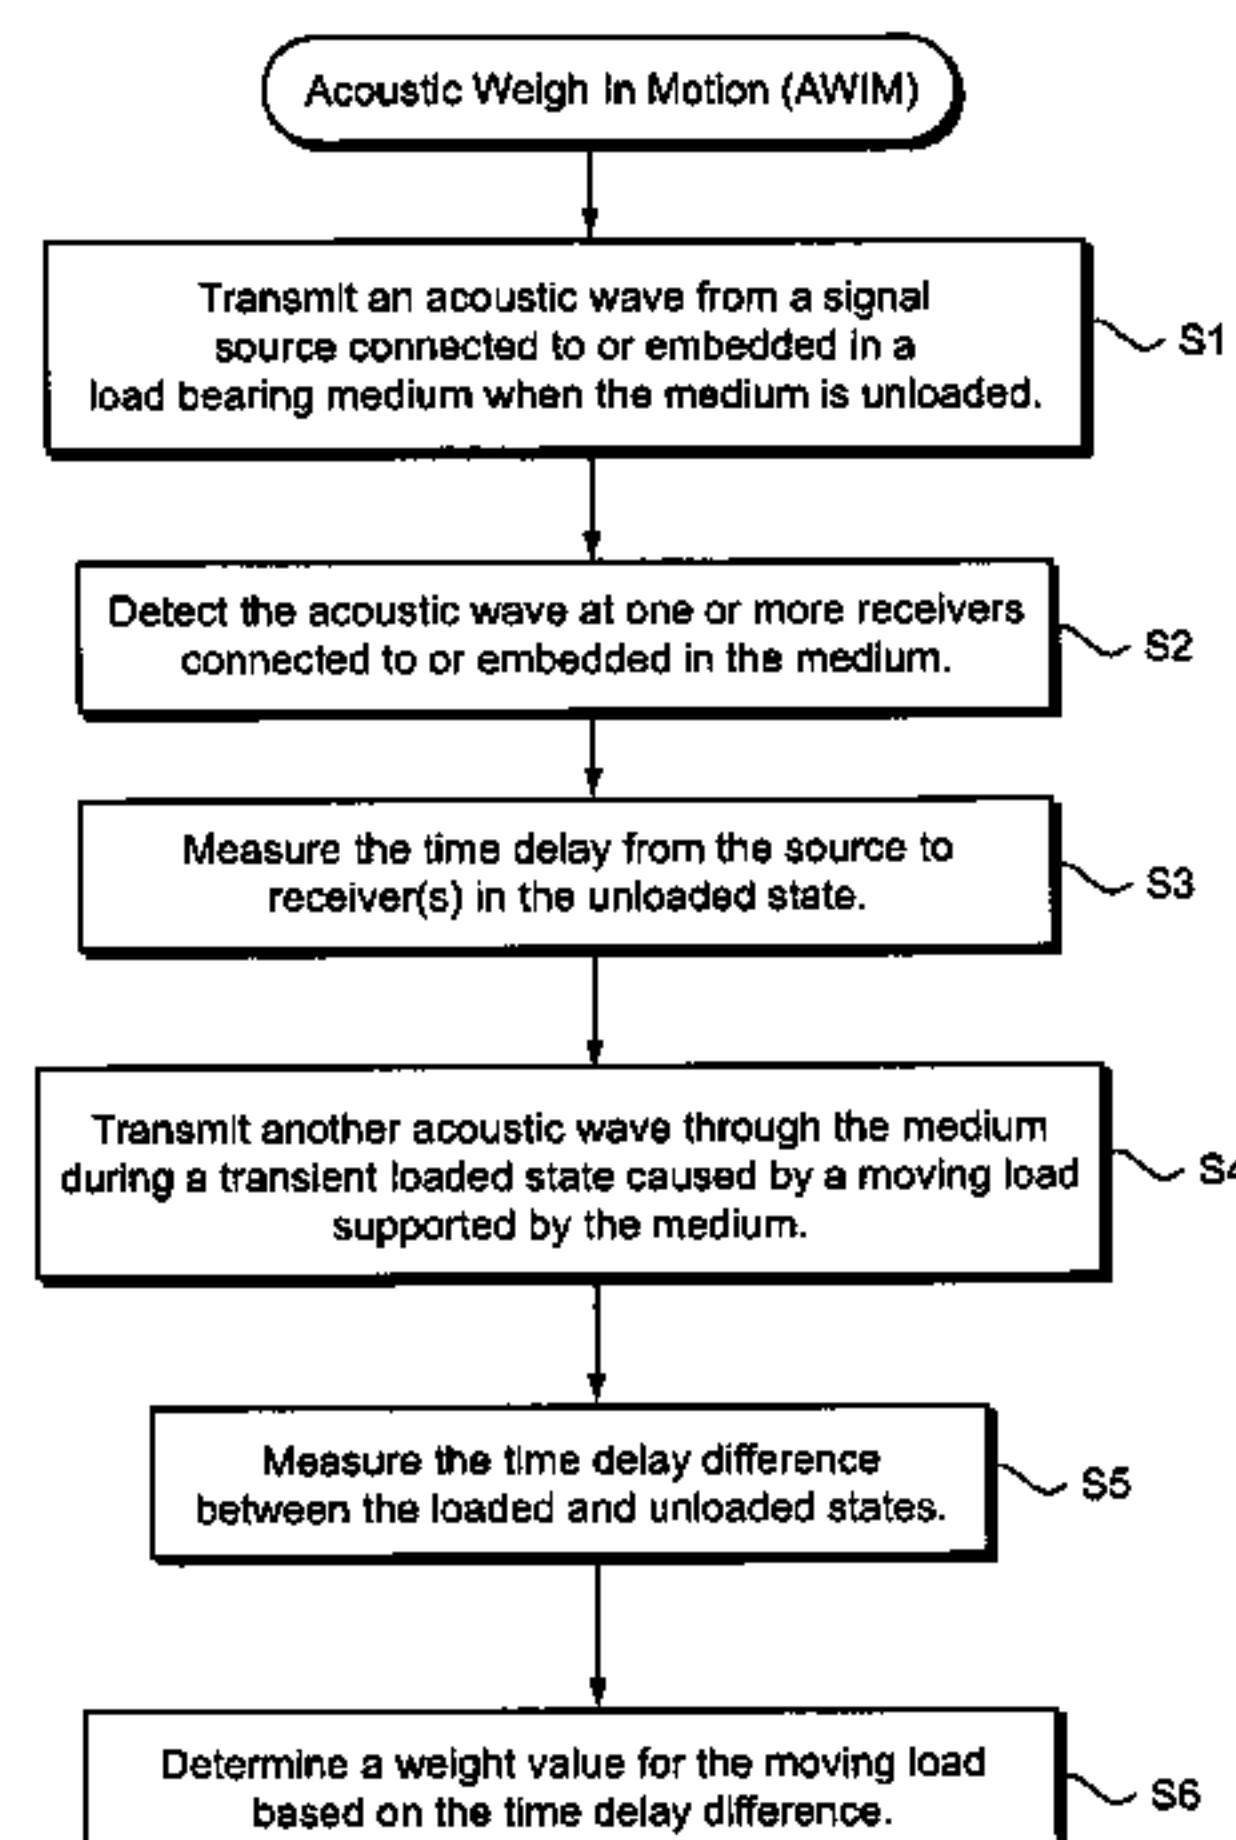 Acoustic Weigh In Motion (AWIM)
Transmit an acoustic wave from a signal
source connected to or embedded in a
load bearing medium when the medium is unloaded.
S1
Detect the acoustic wave at one or more receivers
connected to or embedded in the medium.
S2
Measure the time delay from the source to
receiver(s) in the unloaded state.
S3
Transmit another acoustic wave through the medium
during a transient loaded state caused by a moving load
supported by the medium.
S4
Measure the time delay difference
between the loaded and unloaded states.
S5
Determine a weight value for the moving load
based on the time delay difference.
S6